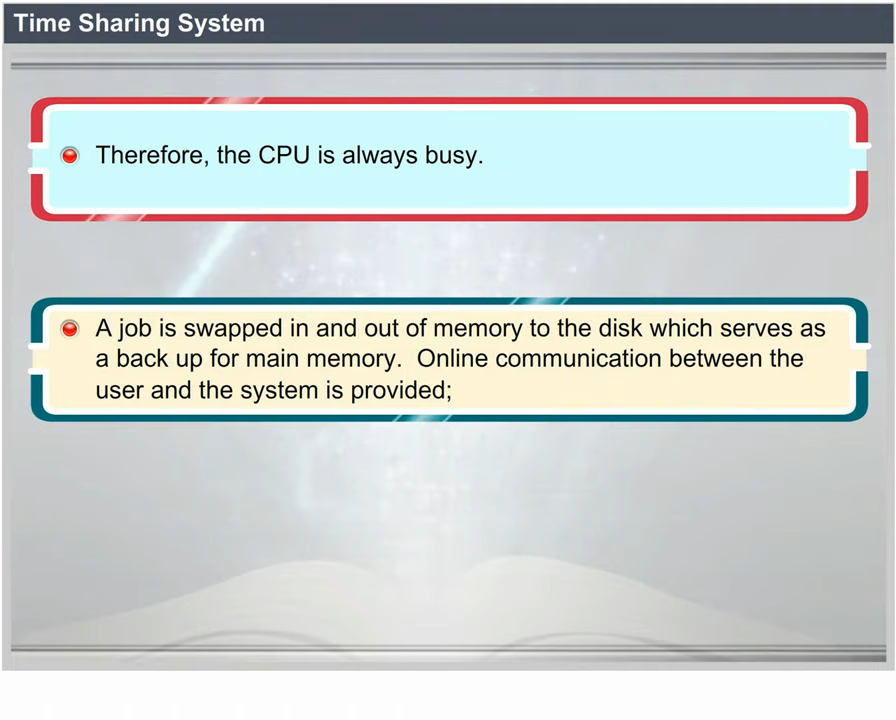 Time Sharing System
Therefore, the CPU is always busy.
A job is swapped in and out of memory to the disk which serves as
a back up for main memory.  Online communication between the
user and the system is provided;